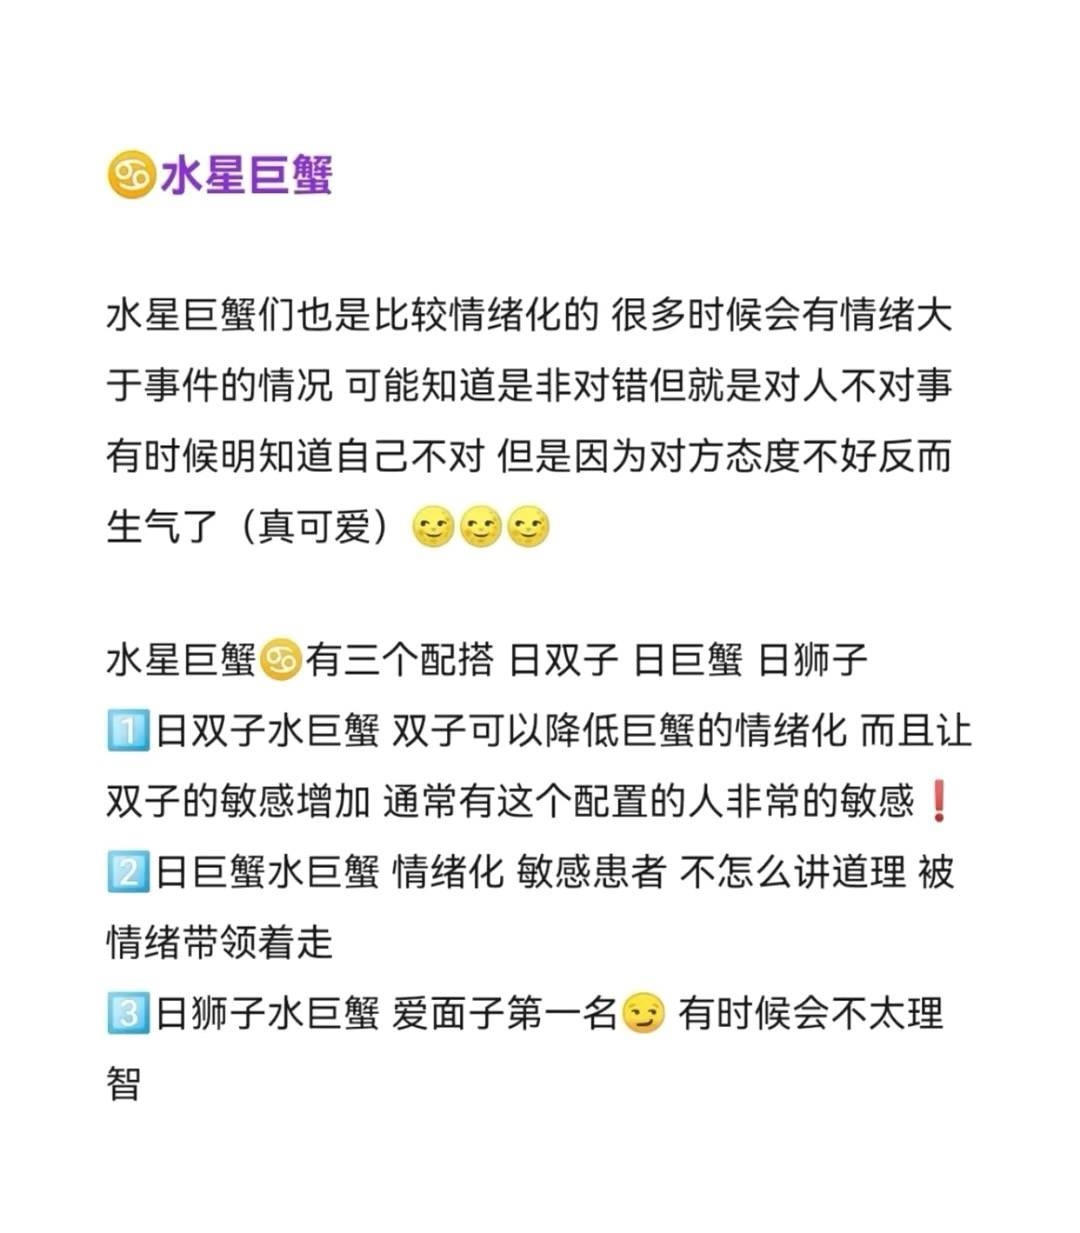 ♋水星巨蟹
水星巨蟹们也是比较情绪化的 很多时候会有情绪大
于事件的情况 可能知道是非对错但就是对人不对事
有时候明知道自己不对 但是因为对方态度不好反而
生气了（真可爱）🌝🌝🌝
水星巨蟹♋有三个配搭 日双子 日巨蟹 日狮子
1️⃣日双子水巨蟹 双子可以降低巨蟹的情绪化 而且让
双子的敏感增加 通常有这个配置的人非常的敏感❗
2️⃣日巨蟹水巨蟹 情绪化 敏感患者 不怎么讲道理 被
情绪带领着走
3️⃣日狮子水巨蟹 爱面子第一名😏 有时候会不太理
智